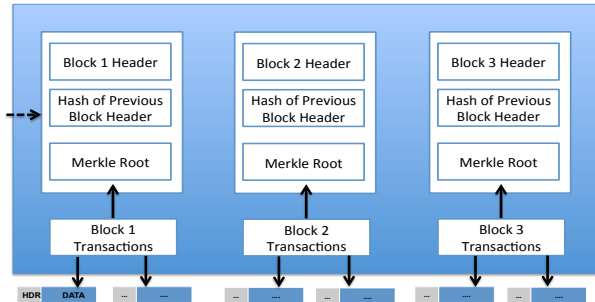 Block 1 Header
Block 2 Header
Block 3 Header
Hash of Previous
Block Header
Hash of Previous
Block Header
Hash of Previous
Block Header
Merkle Root
Merkle Root
Merkle Root
Block 1
Transactions
Block 2
Transactions
Block 3
Transactions
HDR DATA ... .... ... .... ... .... ... .... ... ....